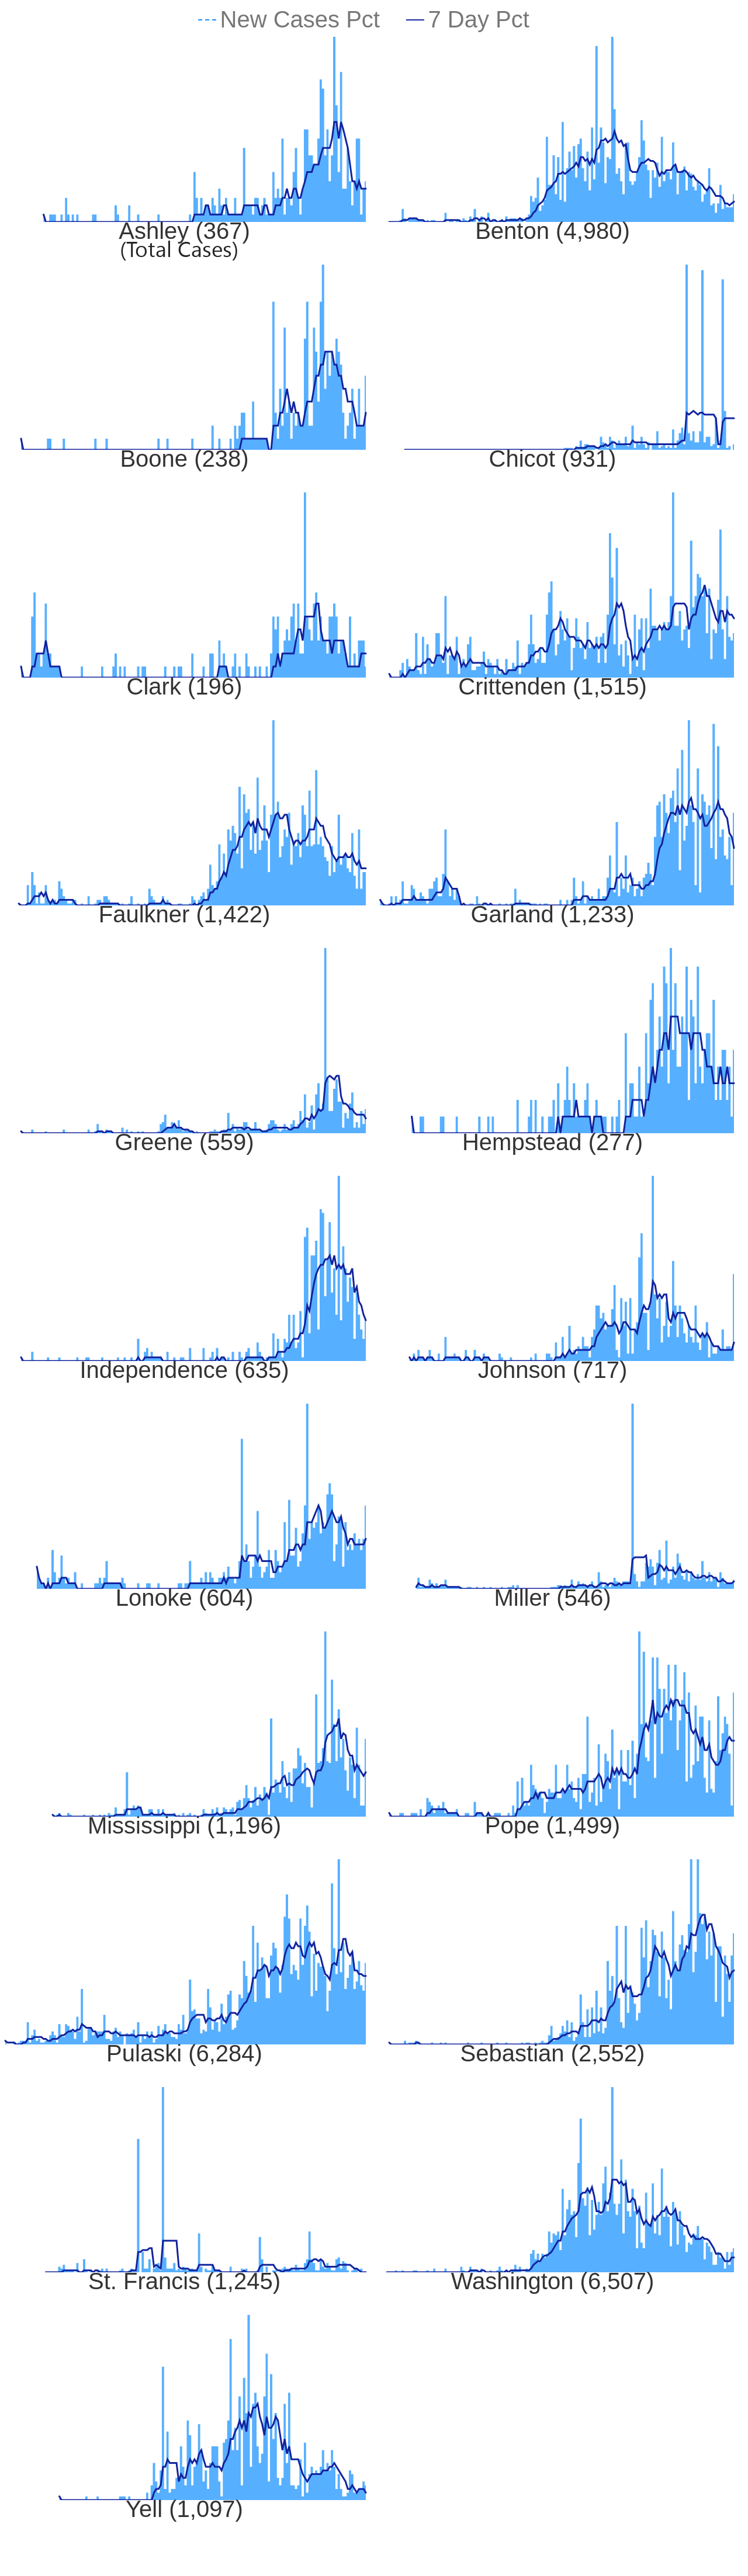 New Cases Pct 7 Day Pct
Ashley (367) Benton (4,980)
(Total Cases)
Boone (238) Chicot (931)
Clark (196) Crittenden (1,515)
Faulkner (1,422) Garland (1,233)
Greene (559) Hempstead (277)
Independence (635) Johnson (717)
Lonoke (604) Miller (546)
Mississippi (1,196) Pope (1,499)
Pulaski (6,284) Sebastian (2,552)
St. Francis (1,245) Washington (6,507)
Yell (1,097)